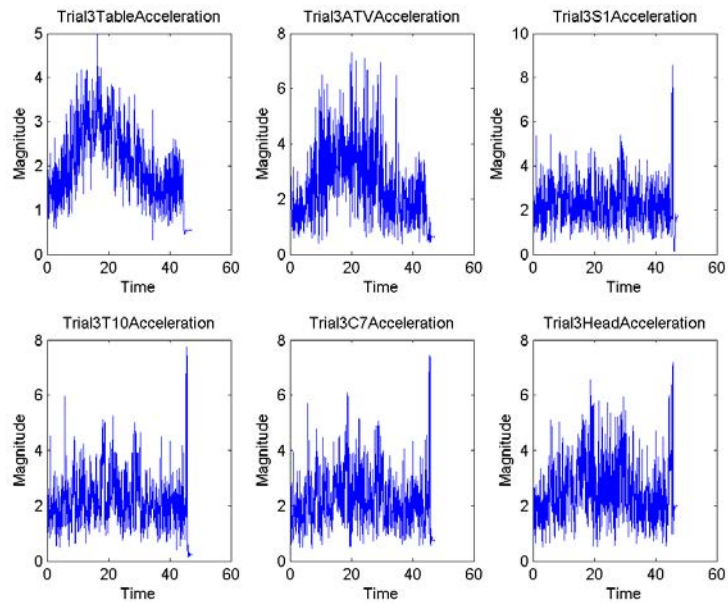 Trial3TableAcceleration
5
4
3
2
1
0
Magnitude
0 20 40 60
Time
Trial3ATVAcceleration
8
6
4
2
0
Magnitude
0 20 40 60
Time
Trial3S1Acceleration
10
8
6
4
2
0
Magnitude
0 20 40 60
Time
Trial3T10Acceleration
8
6
4
2
0
Magnitude
0 20 40 60
Time
Trial3C7Acceleration
8
6
4
2
0
Magnitude
0 20 40 60
Time
Trial3HeadAcceleration
8
6
4
2
0
Magnitude
0 20 40 60
Time